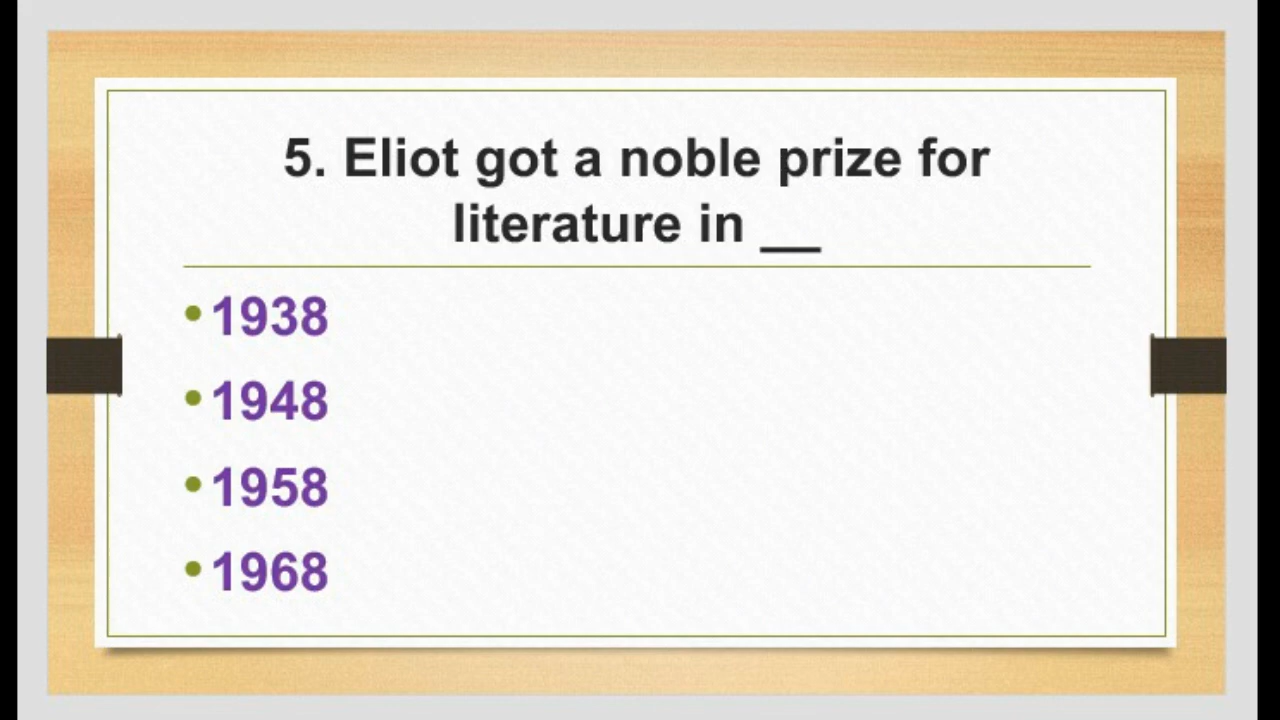 5. Eliot got a noble prize for
literature in __
• 1938
• 1948
• 1958
• 1968